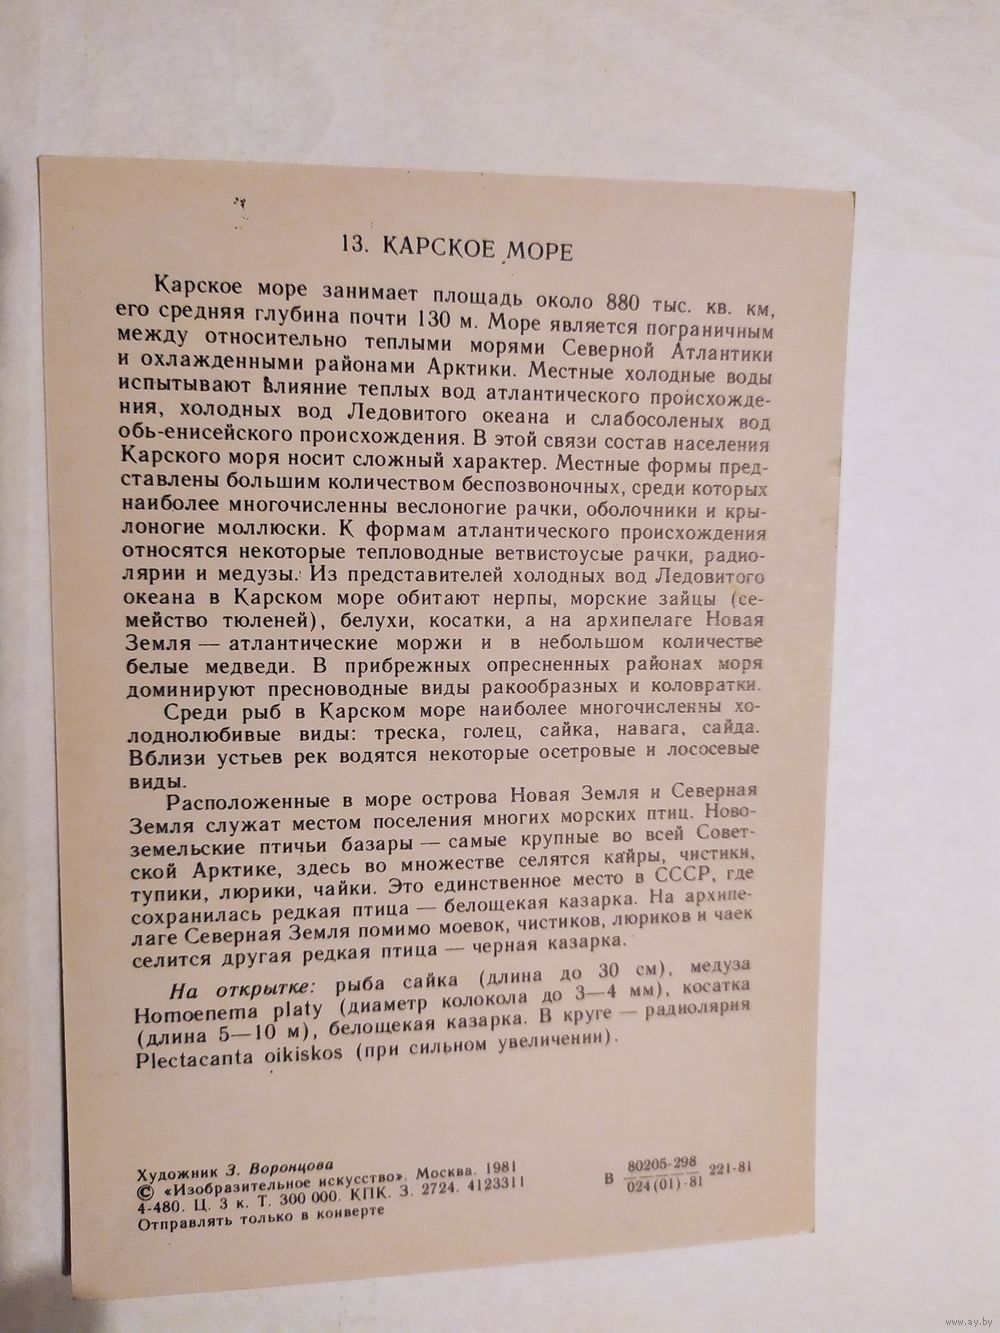 13. КАРСКОЕ МОРЕ
Карское море занимает площадь около 880 тыс. кв. км,
его средняя глубина почти 130 м. Море является пограничным
между относительно теплыми морями Северной Атлантики
и охлажденными районами Арктики. Местные холодные воды
испытывают влияние теплых вод атлантического происхожде-
ния, холодных вод Ледовитого океана и слабосоленых вод
обь-енисейского происхождения. В этой связи состав населения
Карского моря носит сложный характер. Местные формы пред-
ставлены большим количеством беспозвоночных, среди которых
наиболее многочисленны веслоногие рачки, оболочники и кры-
лоногие моллюски. К формам атлантического происхождения
относятся некоторые тепловодные ветвистоусые рачки, радио-
лярии и медузы. Из представителей холодных вод Ледовитого
океана в Карском море обитают нерпы, морские зайцы (се-
мейство тюленей), белухи, косатки, а на архипелаге Новая
Земля — атлантические моржи и в небольшом количестве
белые медведи. В прибрежных опресненных районах моря
доминируют пресноводные виды ракообразных и коловратки.
Среди рыб в Карском море наиболее многочисленны хо-
лоднолюбивые виды: треска, голец, сайка, навага, сайда.
Вблизи устьев рек водятся некоторые осетровые и лососевые
виды.
Расположенные в море острова Новая Земля и Северная
Земля служат местом поселения многих морских птиц. Ново-
земельские птичьи базары — самые крупные во всей Совет-
ской Арктике, здесь во множестве селятся кайры, чистики,
тупики, люрики, чайки. Это единственное место в СССР, где
сохранилась редкая птица — белощекая казарка. На архипе-
лаге Северная Земля помимо моевок, чистиков, люриков и чаек
селится другая редкая птица — черная казарка.
На открытке: рыба сайка (длина до 30 см), медуза
Homoenema platy (диаметр колокола до 3—4 мм), косатка
(длина 5—10 м), белощекая казарка. В круге — радиолярия
Plectacanta oikiskos (при сильном увеличении).
Художник З. Воронцова
© «Изобразительное искусство». Москва. 1981
4-480. Ц. 3 к. Т. 300 000. КПК. З. 2724. 4123311
Отправлять только в конверте
В 80205-298 / 024(01)-81 221-81
www.ay.by